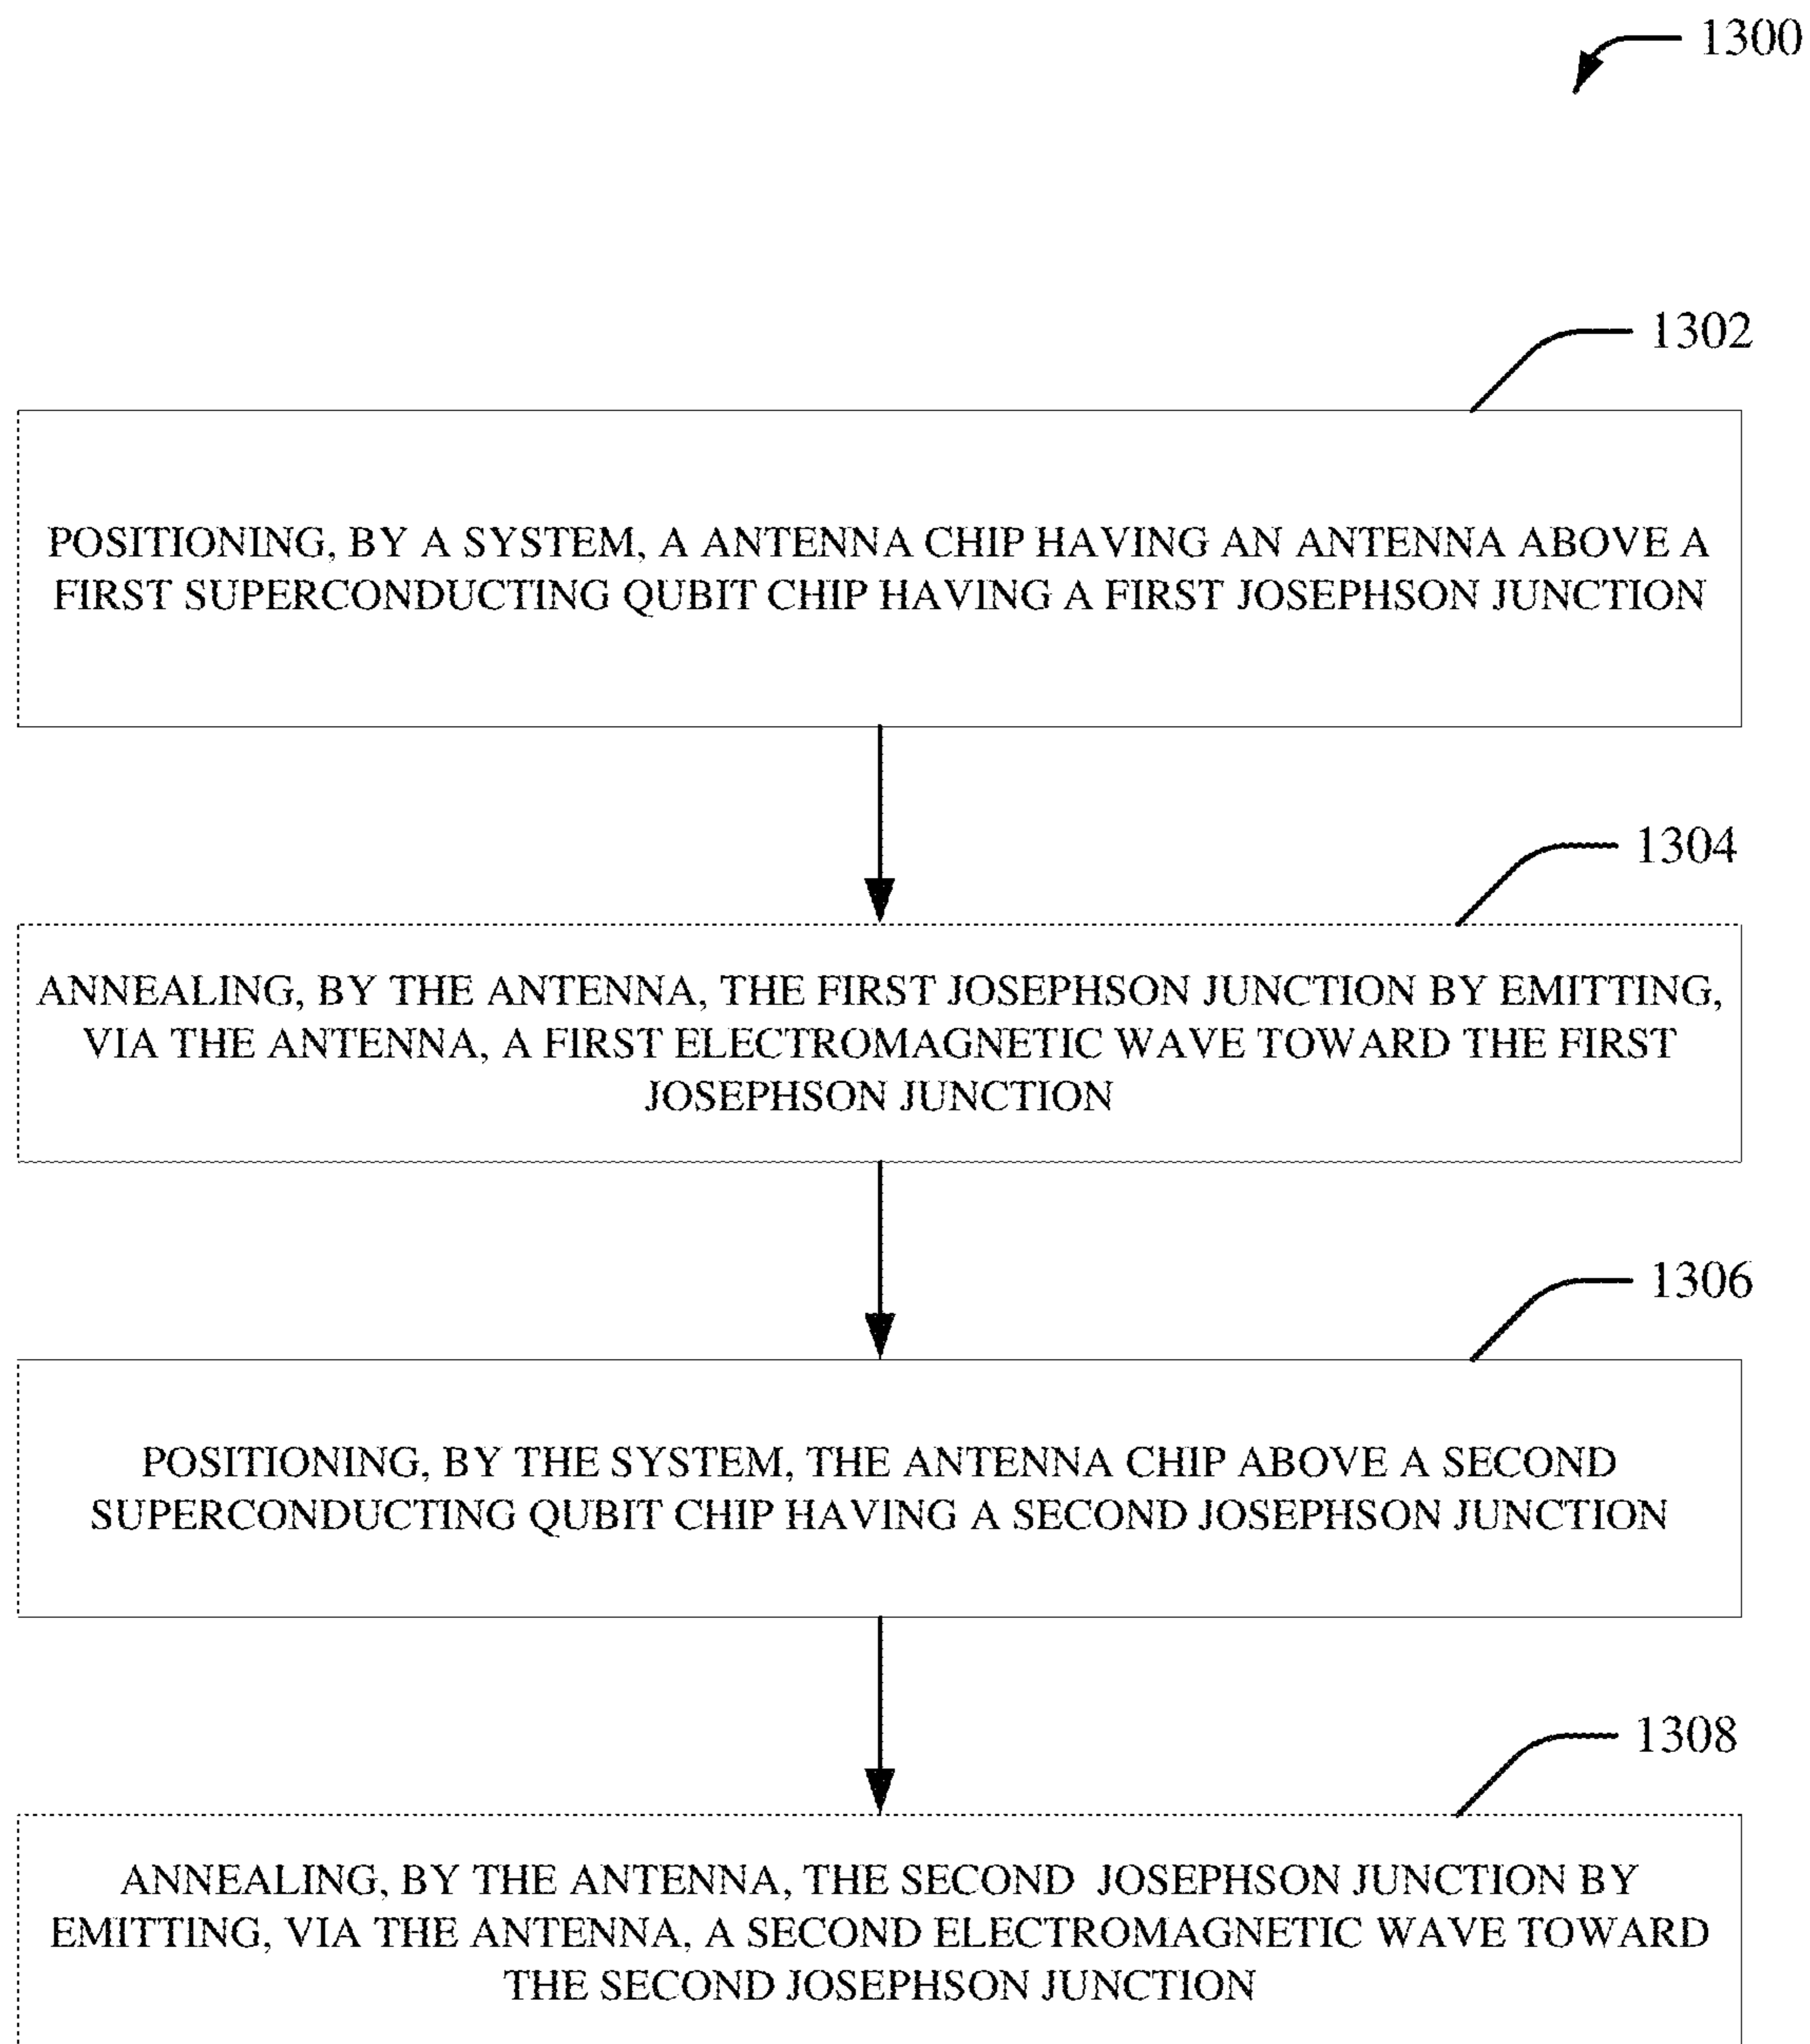 1300
1302
POSITIONING, BY A SYSTEM, A ANTENNA CHIP HAVING AN ANTENNA ABOVE A
FIRST SUPERCONDUCTING QUBIT CHIP HAVING A FIRST JOSEPHSON JUNCTION
1304
ANNEALING, BY THE ANTENNA, THE FIRST JOSEPHSON JUNCTION BY EMITTING,
VIA THE ANTENNA, A FIRST ELECTROMAGNETIC WAVE TOWARD THE FIRST
JOSEPHSON JUNCTION
1306
POSITIONING, BY THE SYSTEM, THE ANTENNA CHIP ABOVE A SECOND
SUPERCONDUCTING QUBIT CHIP HAVING A SECOND JOSEPHSON JUNCTION
1308
ANNEALING, BY THE ANTENNA, THE SECOND JOSEPHSON JUNCTION BY
EMITTING, VIA THE ANTENNA, A SECOND ELECTROMAGNETIC WAVE TOWARD
THE SECOND JOSEPHSON JUNCTION